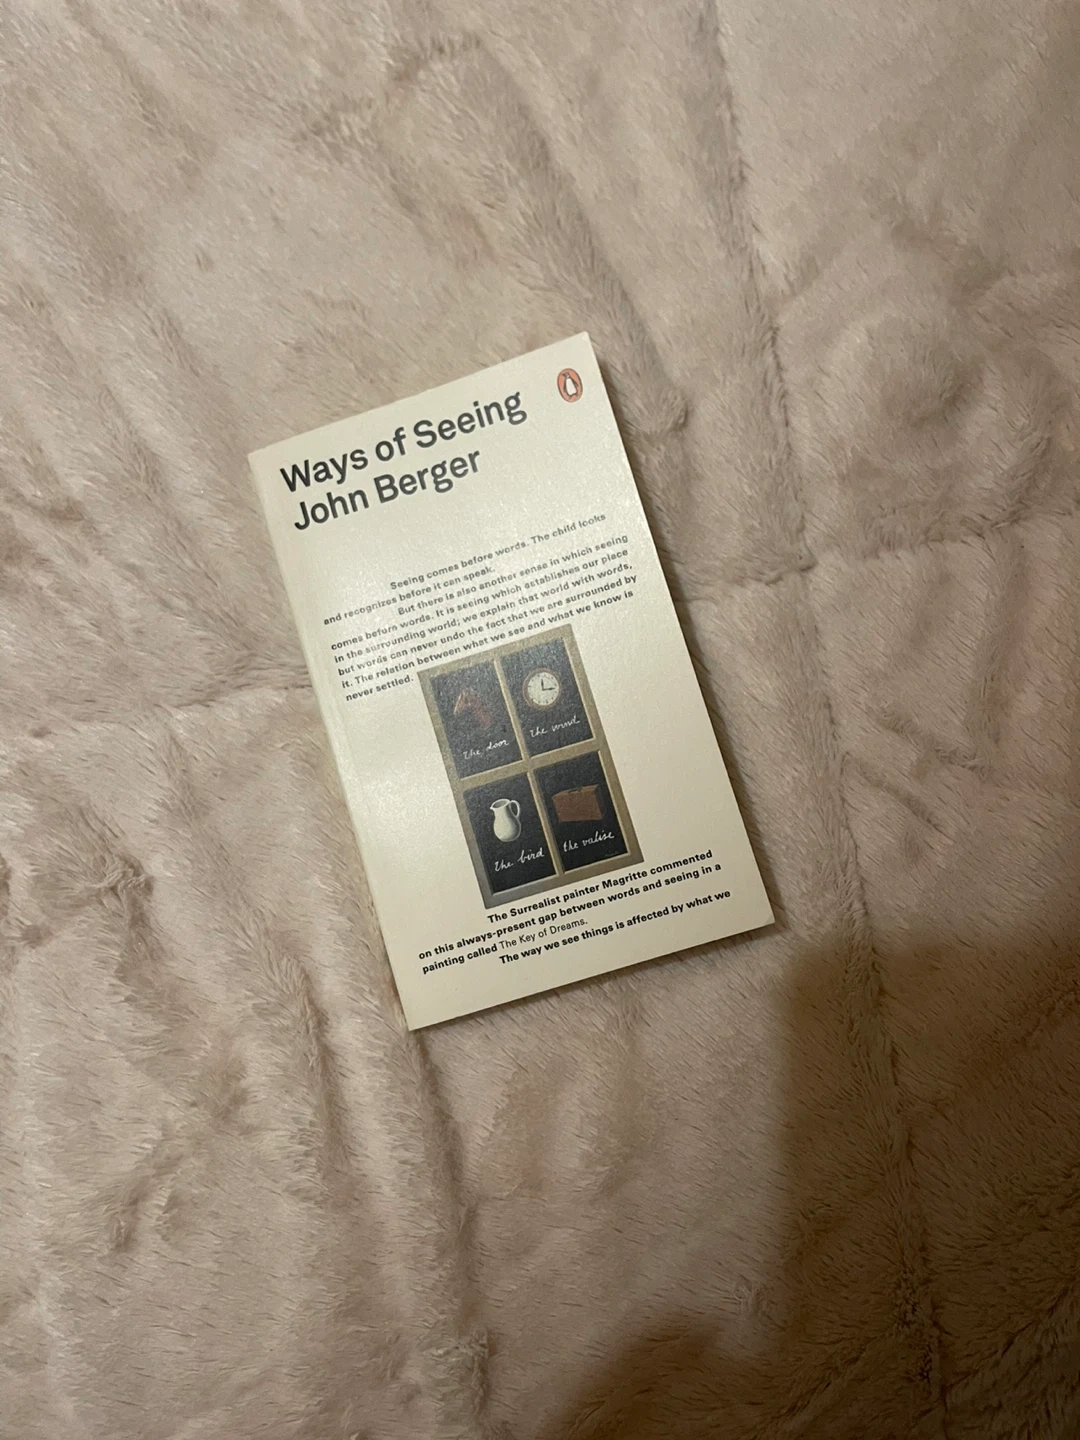 Ways of Seeing
John Berger
Seeing comes before words. The child looks
and recognizes before it can speak.
But there is also another sense in which seeing
comes before words. It is seeing which establishes our place
in the surrounding world; we explain that world with words,
but words can never undo the fact that we are surrounded by
it. The relation between what we see and what we know is
never settled.
the door
the wind
the bird
the valise
The Surrealist painter Magritte commented
on this always-present gap between words and seeing in a
painting called The Key of Dreams.
The way we see things is affected by what we